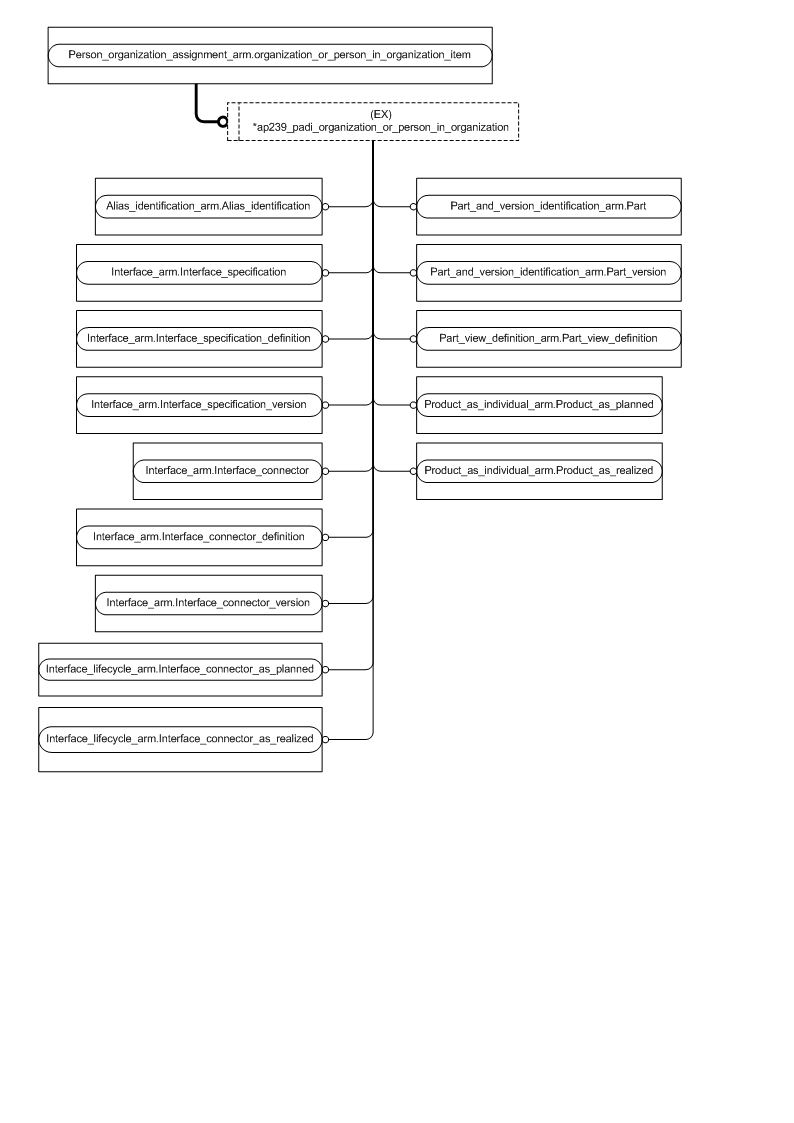 Person_organization_assignment_arm.organization_or_person_in_organization_item
(EX)
*ap239_padi_organization_or_person_in_organization
Alias_identification_arm.Alias_identification
Part_and_version_identification_arm.Part
Interface_arm.Interface_specification
Part_and_version_identification_arm.Part_version
Interface_arm.Interface_specification_definition
Part_view_definition_arm.Part_view_definition
Interface_arm.Interface_specification_version
Product_as_individual_arm.Product_as_planned
Interface_arm.Interface_connector
Product_as_individual_arm.Product_as_realized
Interface_arm.Interface_connector_definition
Interface_arm.Interface_connector_version
Interface_lifecycle_arm.Interface_connector_as_planned
Interface_lifecycle_arm.Interface_connector_as_realized